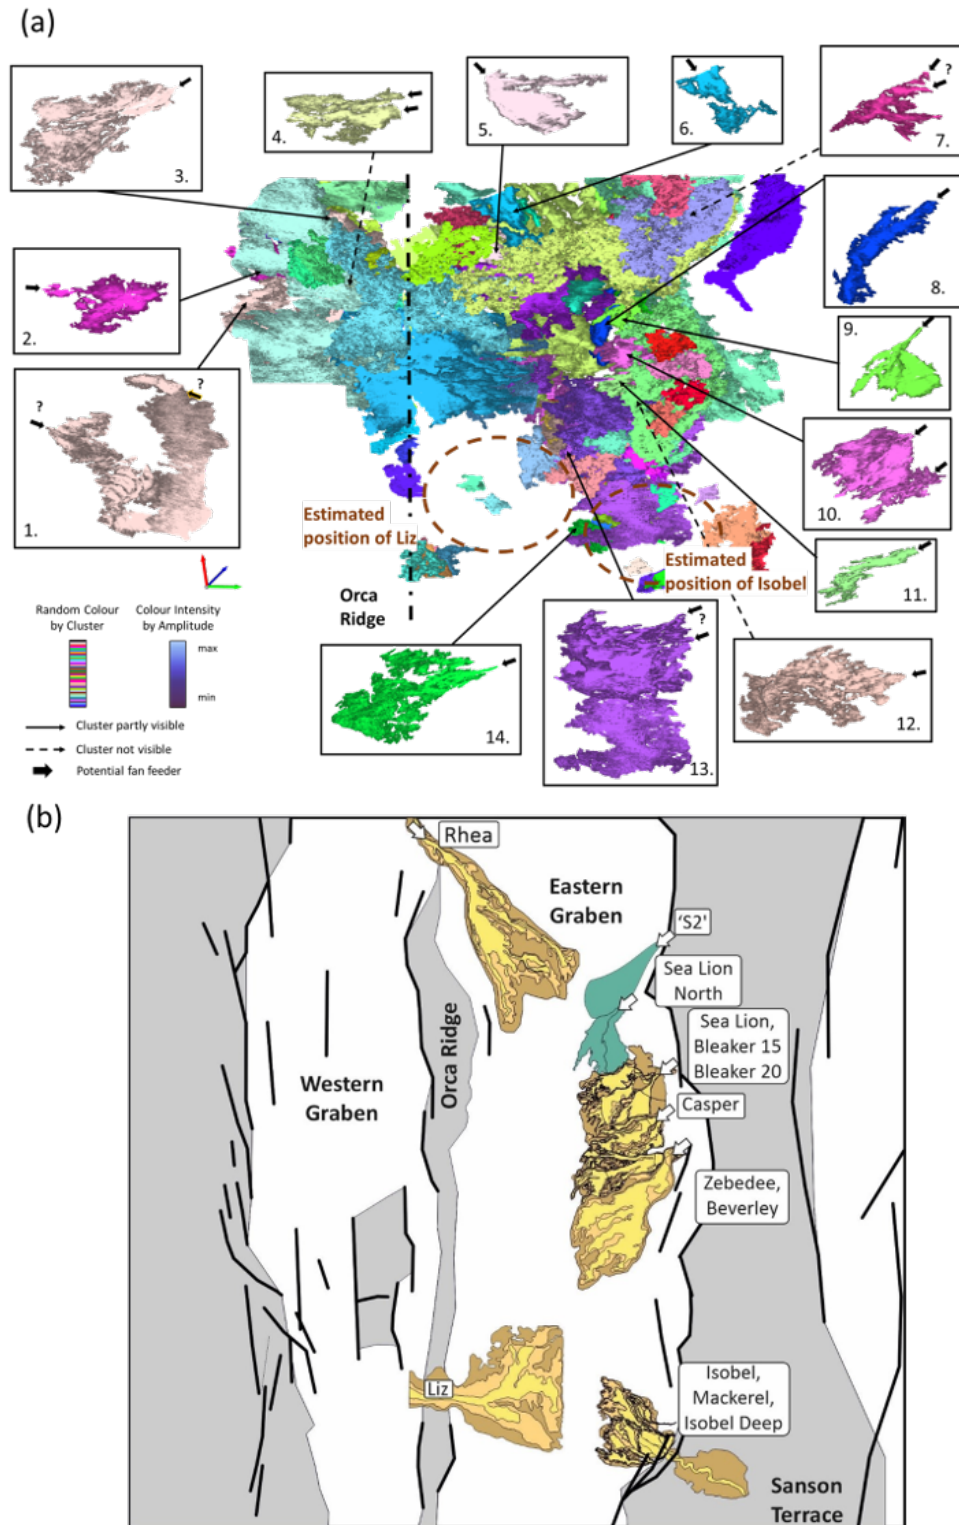 (a)
3.
4.
5.
6.
?
7.
2.
8.
9.
?
?
1.
10.
Estimated
position of Liz
Estimated
position of Isobel
11.
Orca
Ridge
Random Colour
by Cluster
Colour Intensity
by Amplitude
max
min
Cluster partly visible
Cluster not visible
Potential fan feeder
14.
?
13.
12.
(b)
Rhea
Eastern
Graben
'S2'
Sea Lion
North
Sea Lion,
Bleaker 15
Bleaker 20
Orca Ridge
Western
Graben
Casper
Zebedee,
Beverley
Liz
Isobel,
Mackerel,
Isobel Deep
Sanson
Terrace